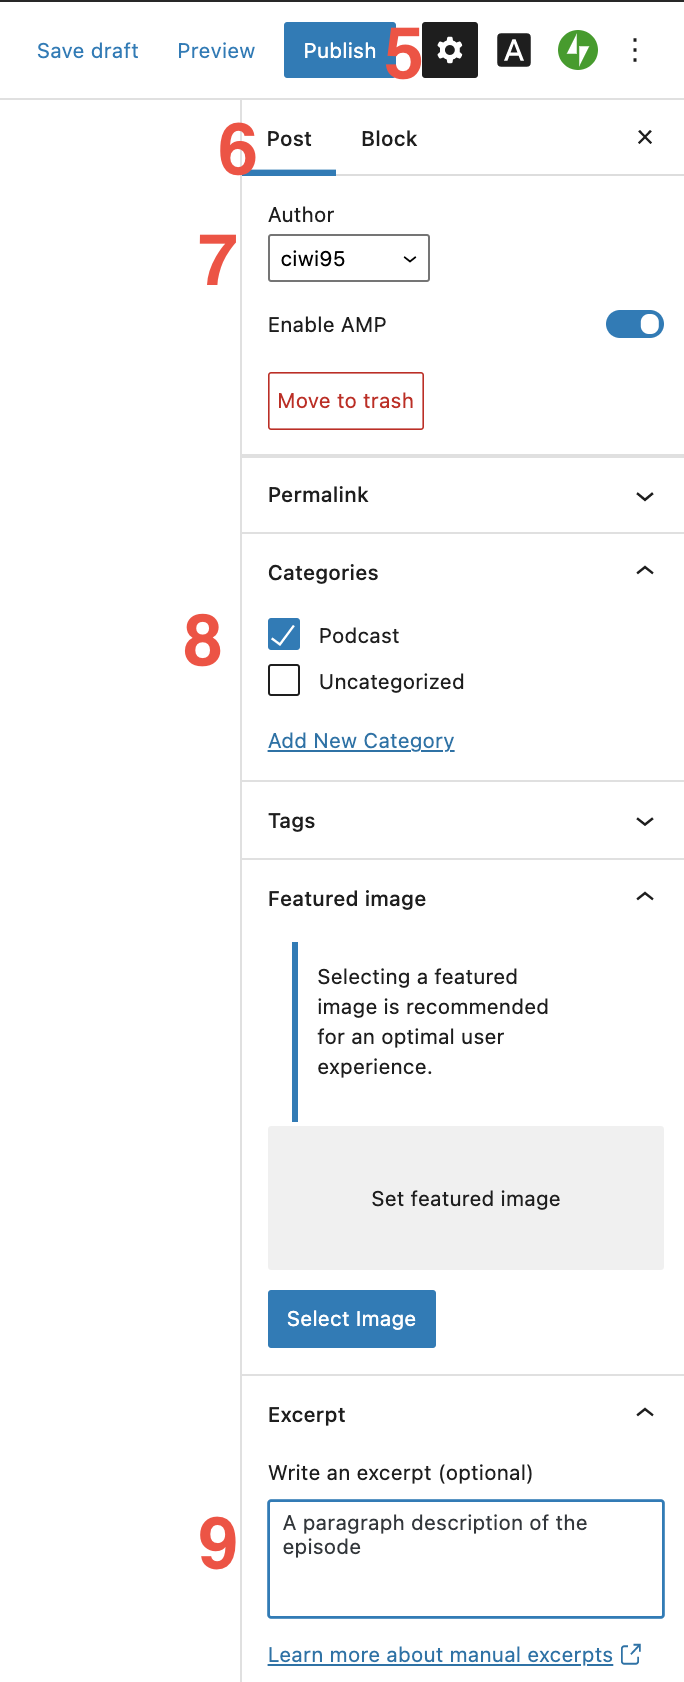 Save draft Preview Publish 5 A
6 Post Block
Author
7 ciwi95
Enable AMP
Move to trash
Permalink
Categories
8 Podcast
Uncategorized
Add New Category
Tags
Featured image
Selecting a featured
image is recommended
for an optimal user
experience.
Set featured image
Select Image
Excerpt
Write an excerpt (optional)
9 A paragraph description of the
episode
Learn more about manual excerpts